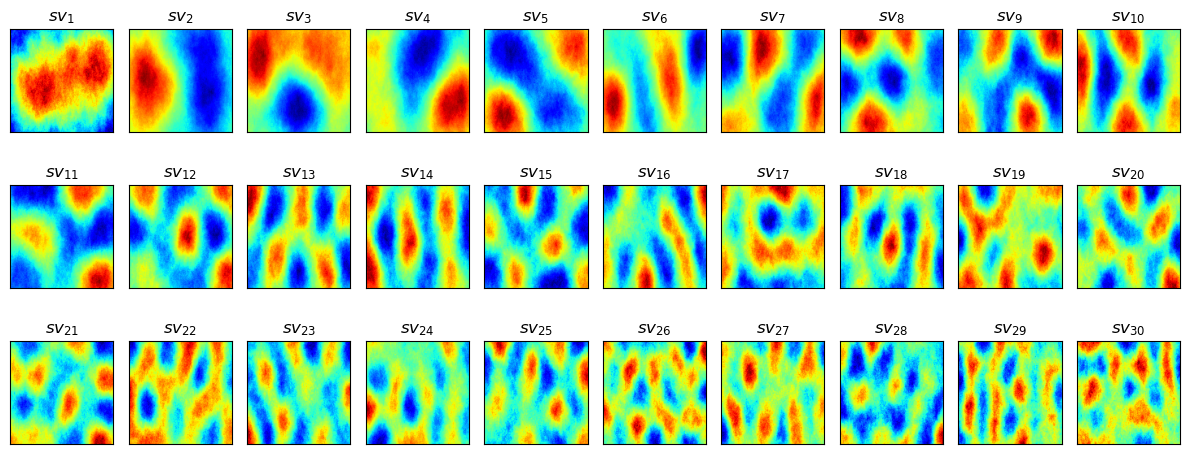 sv₁ sv₂ sv₃ sv₄ sv₅ sv₆ sv₇ sv₈ sv₉ sv₁₀
sv₁₁ sv₁₂ sv₁₃ sv₁₄ sv₁₅ sv₁₆ sv₁₇ sv₁₈ sv₁₉ sv₂₀
sv₂₁ sv₂₂ sv₂₃ sv₂₄ sv₂₅ sv₂₆ sv₂₇ sv₂₈ sv₂₉ sv₃₀